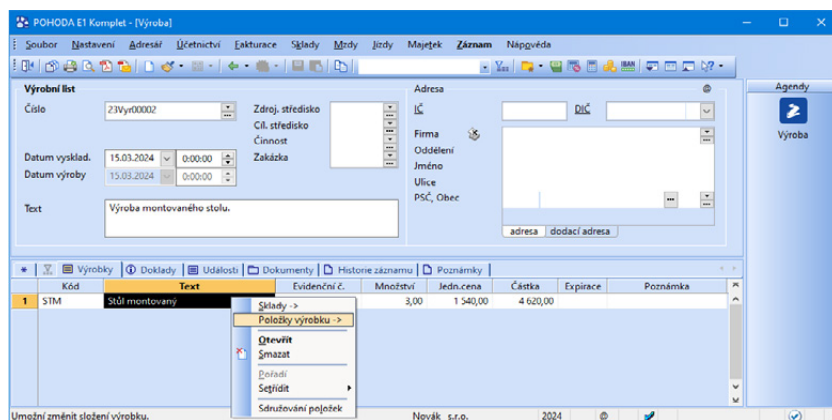 POHODA E1 Komplet - [Výroba]
Soubor Nastavení Adresář Účetnictví Fakturace Sklady Mzdy Jízdy Majetek Záznam Nápověda
IBAN
Výrobní list
Číslo 23Vyr00002
Datum vysklad. 15.03.2024 0:00:00
Datum výroby 15.03.2024 0:00:00
Text Výroba montovaného stolu.
Zdroj. středisko
Cíl. středisko
Činnost
Zakázka
Adresa @
IČ DIČ
Firma
Oddělení
Jméno
Ulice
PSČ, Obec
adresa dodací adresa
Agendy
Výroba
* Výrobky Doklady Události Dokumenty Historie záznamu Poznámky
Kód Text Evidenční č. Množství Jedn.cena Částka Expirace Poznámka
1 STM Stůl montovaný 3,00 1 540,00 4 620,00
Sklady ->
Položky výrobku ->
Otevřít
Smazat
Pořadí
Setřídit
Sdružování položek
Umožní změnit složení výrobku. Novák s.r.o. 2024 @